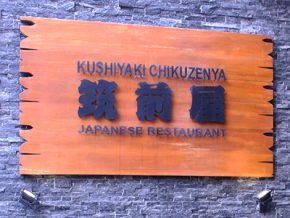 KUSHIYAKI CHIKUZENYA
筑前屋
JAPANESE RESTAURANT